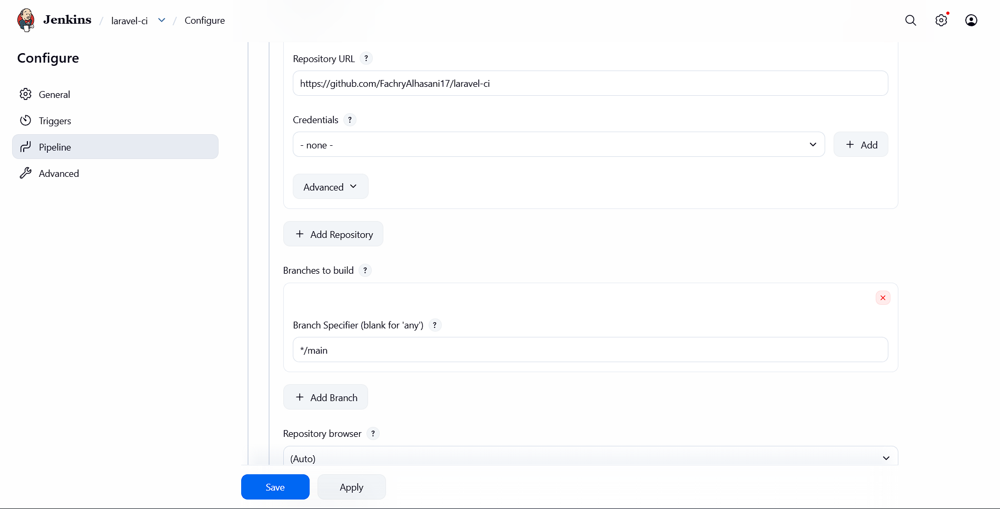 Jenkins / laravel-ci / Configure
Configure
General
Triggers
Pipeline
Advanced
Repository URL ?
https://github.com/FachryAlhasani17/laravel-ci
Credentials ?
- none -
+ Add
Advanced
+ Add Repository
Branches to build ?
Branch Specifier (blank for 'any') ?
*/main
+ Add Branch
Repository browser ?
(Auto)
Save Apply